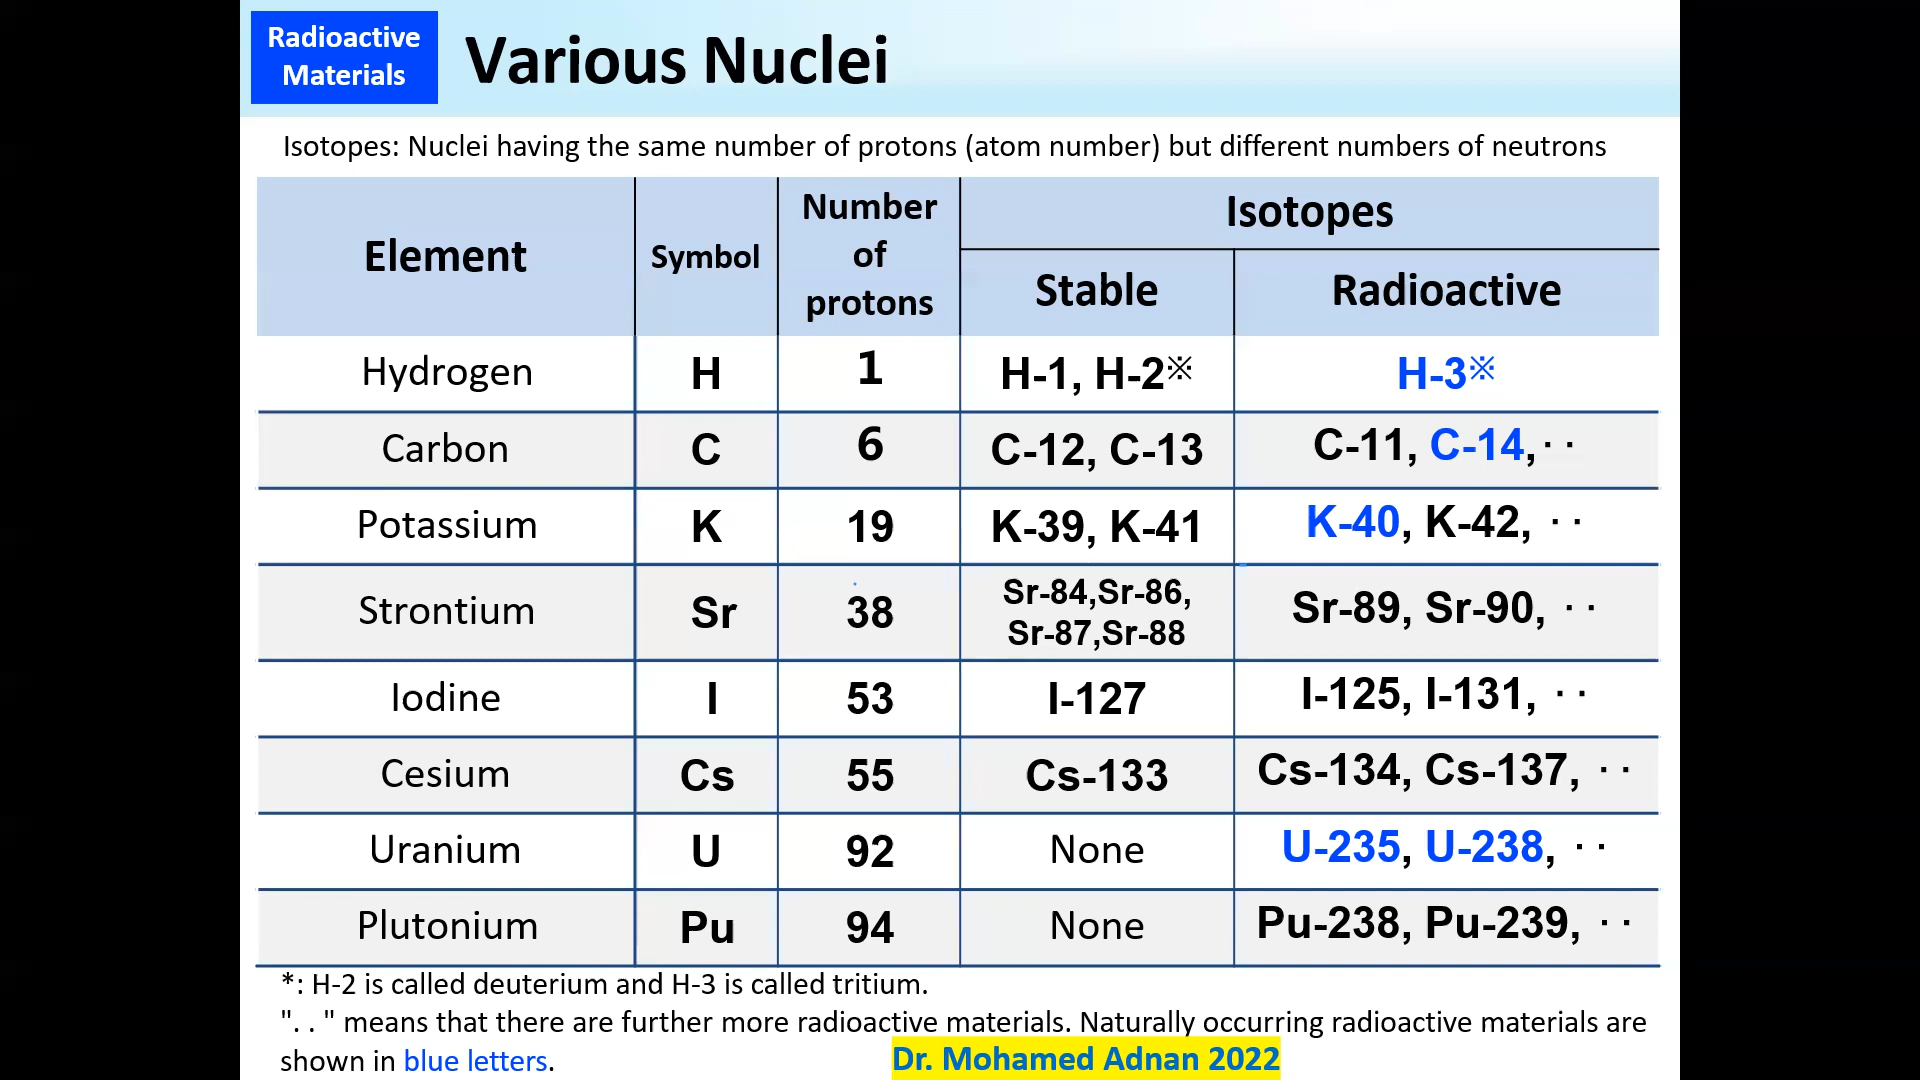 Radioactive
Materials
Various Nuclei
Isotopes: Nuclei having the same number of protons (atom number) but different numbers of neutrons
Element
Symbol
Number
of
protons
Isotopes
Stable
Radioactive
Hydrogen H 1 H-1, H-2※ H-3※
Carbon C 6 C-12, C-13 C-11, C-14,··
Potassium K 19 K-39, K-41 K-40, K-42, ··
Strontium Sr 38 Sr-84,Sr-86, Sr-89, Sr-90, ··
Sr-87,Sr-88
Iodine I 53 I-127 I-125, I-131, ··
Cesium Cs 55 Cs-133 Cs-134, Cs-137, ··
Uranium U 92 None U-235, U-238, ··
Plutonium Pu 94 None Pu-238, Pu-239, ··
*: H-2 is called deuterium and H-3 is called tritium.
". . " means that there are further more radioactive materials. Naturally occurring radioactive materials are
shown in blue letters.
Dr. Mohamed Adnan 2022